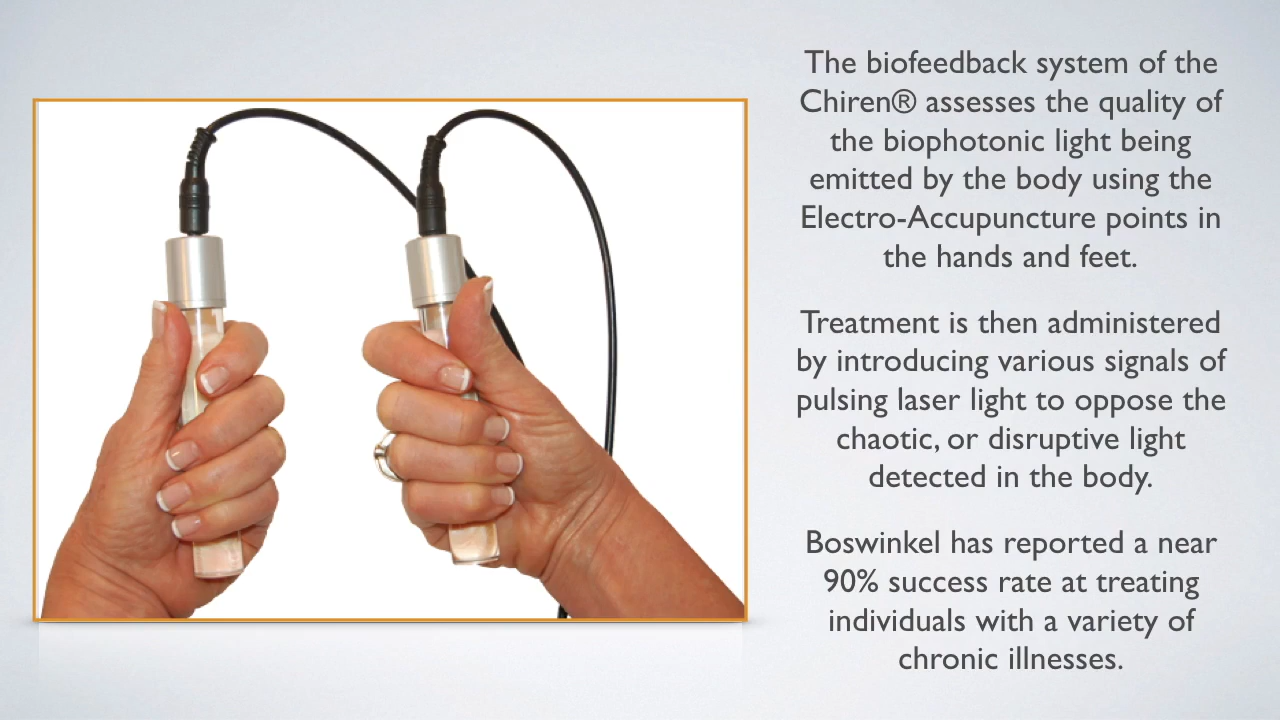 The biofeedback system of the
Chiren® assesses the quality of
the biophotonic light being
emitted by the body using the
Electro-Accupuncture points in
the hands and feet.
Treatment is then administered
by introducing various signals of
pulsing laser light to oppose the
chaotic, or disruptive light
detected in the body.
Boswinkel has reported a near
90% success rate at treating
individuals with a variety of
chronic illnesses.